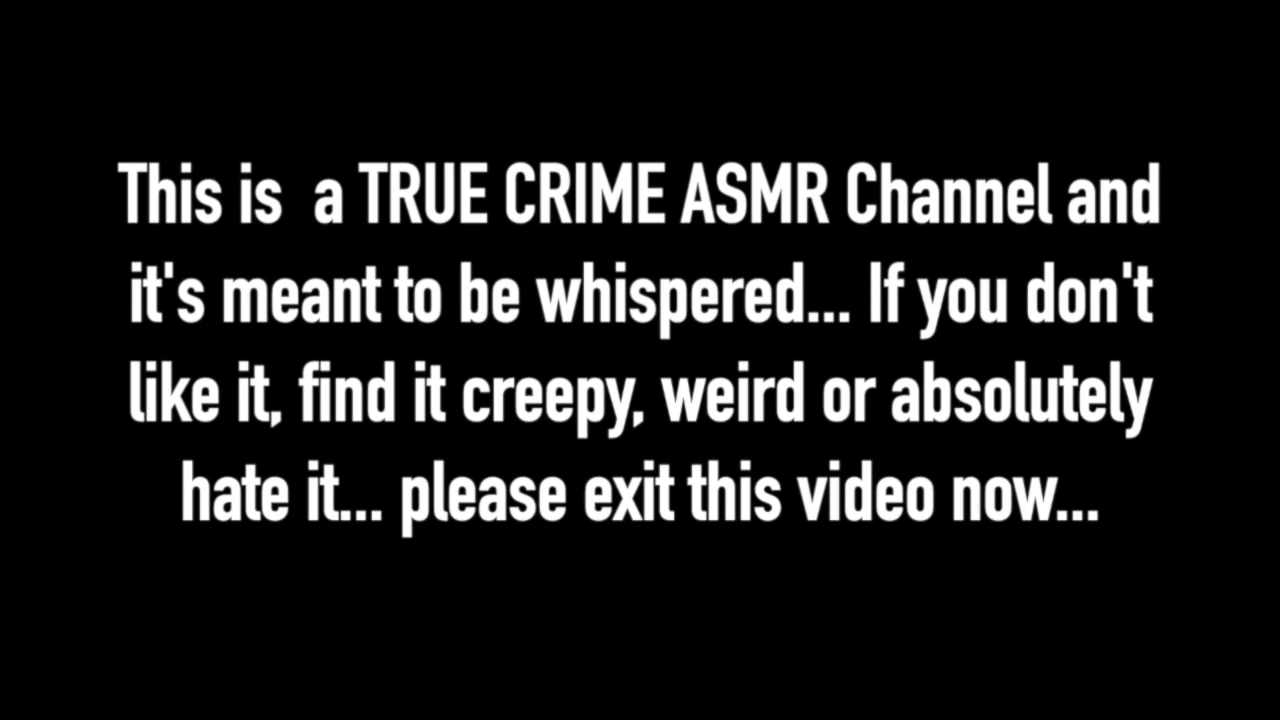 This is  a TRUE CRIME ASMR Channel and
it's meant to be whispered... If you don't
like it, find it creepy, weird or absolutely
hate it... please exit this video now...